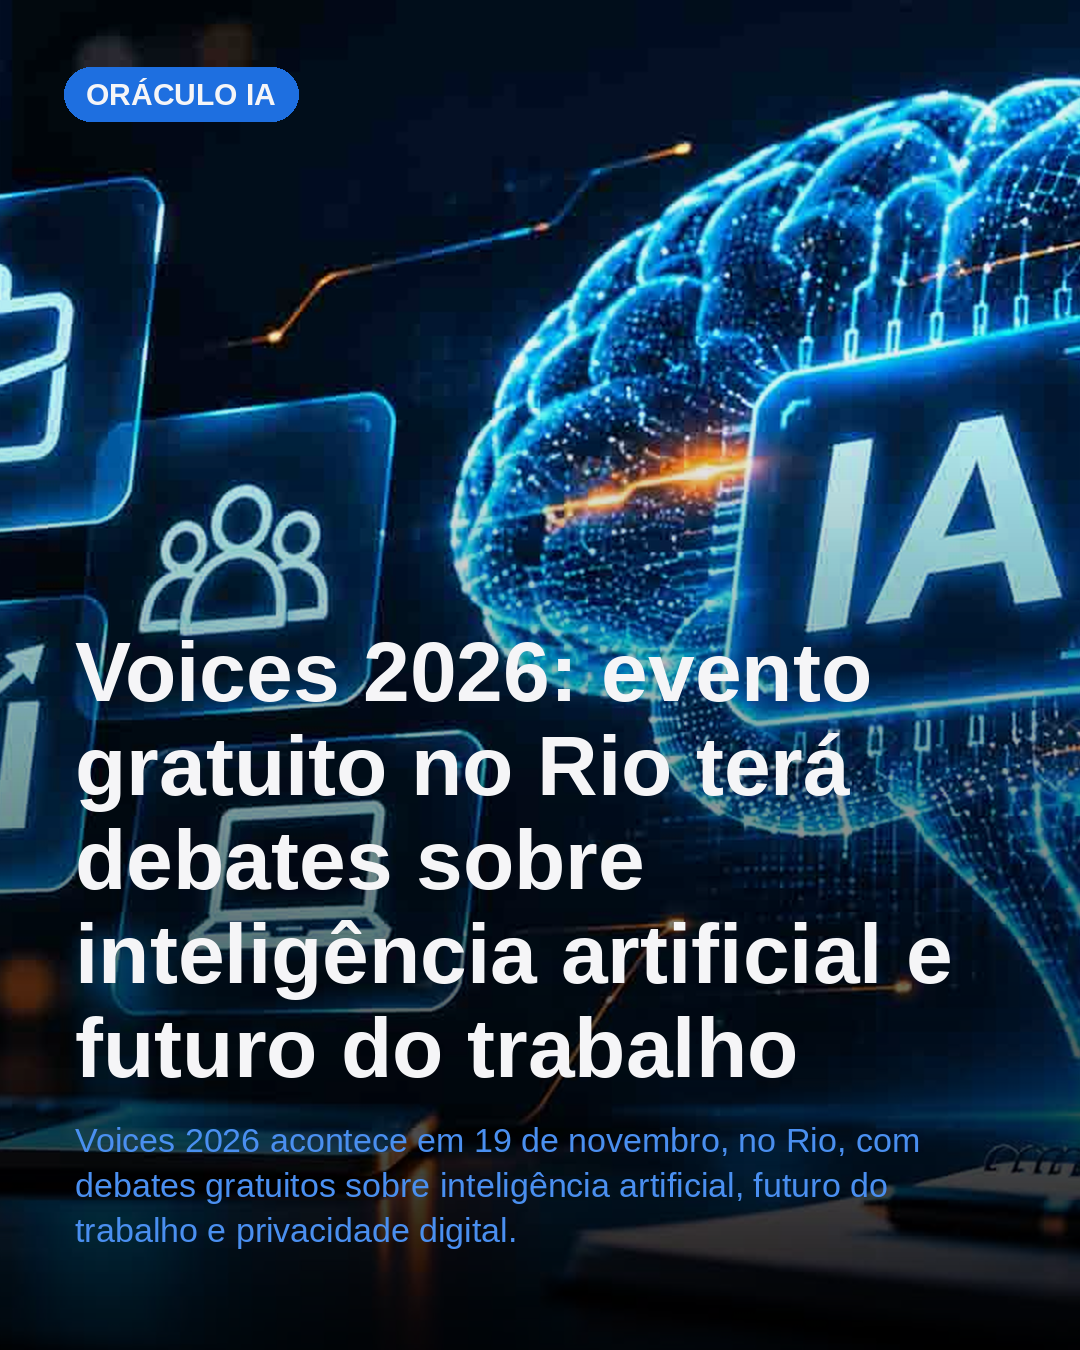 ORÁCULO IA
IA
Voices 2026: evento
gratuito no Rio terá
debates sobre
inteligência artificial e
futuro do trabalho
Voices 2026 acontece em 19 de novembro, no Rio, com
debates gratuitos sobre inteligência artificial, futuro do
trabalho e privacidade digital.